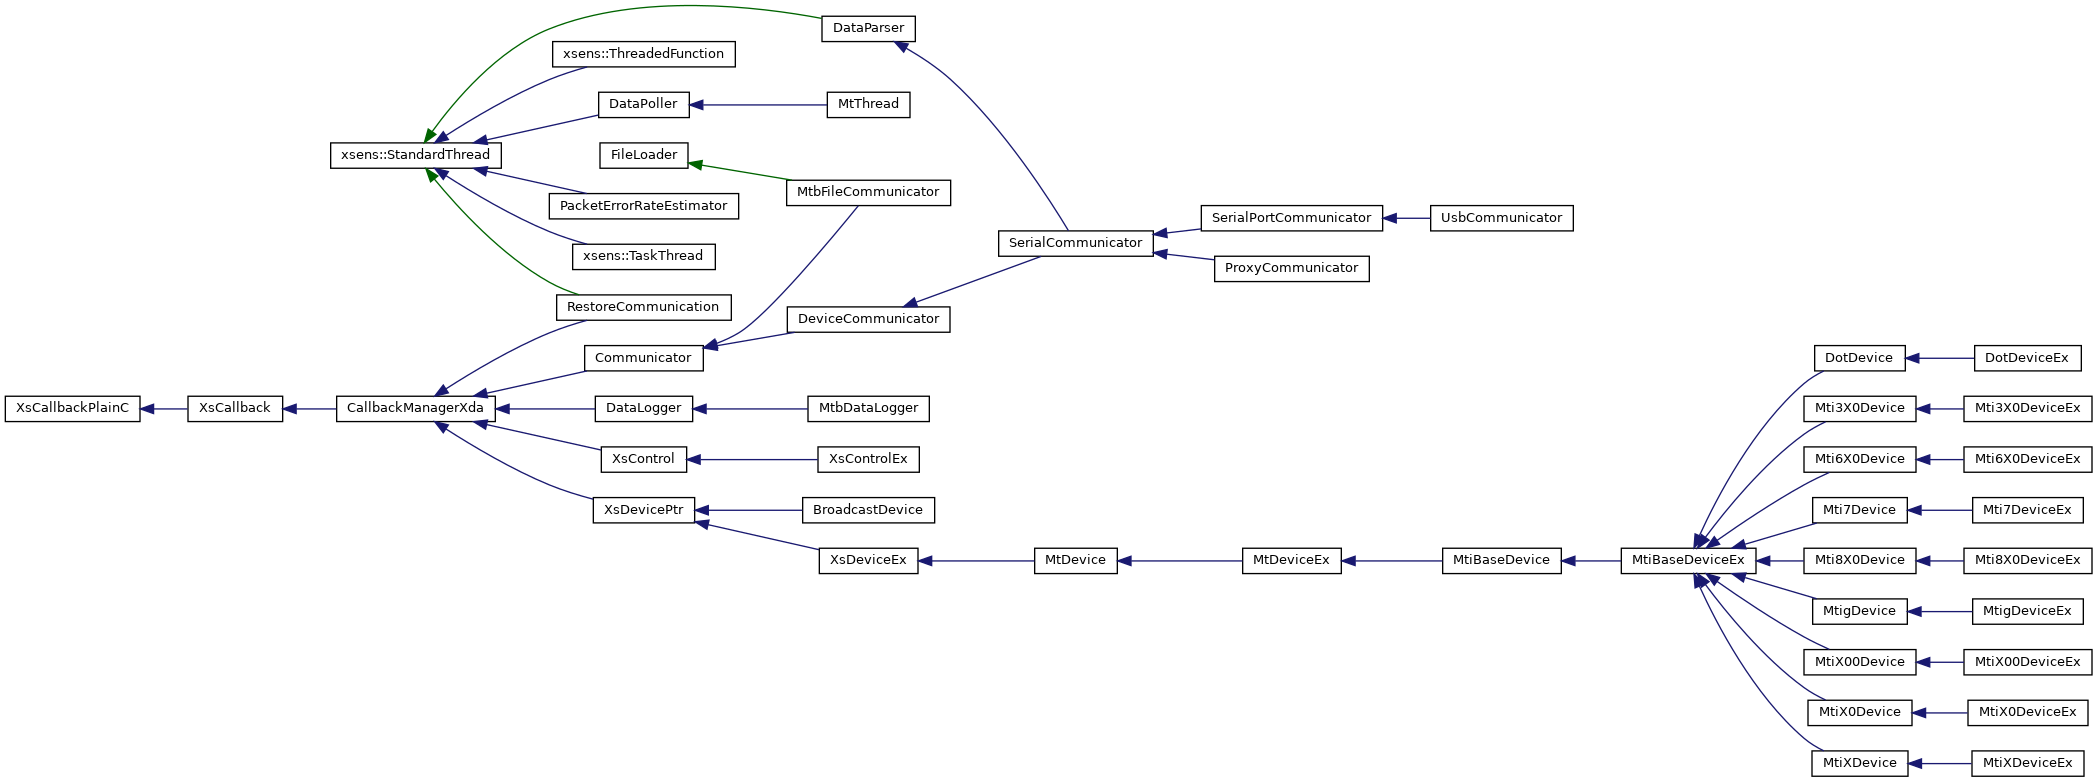 DataParser
xsens::ThreadedFunction
DataPoller
MtThread
xsens::StandardThread
FileLoader
MtbFileCommunicator
PacketErrorRateEstimator
SerialPortCommunicator
UsbCommunicator
SerialCommunicator
xsens::TaskThread
ProxyCommunicator
RestoreCommunication
DeviceCommunicator
Communicator
DotDevice
DotDeviceEx
XsCallbackPlainC
XsCallback
CallbackManagerXda
DataLogger
MtbDataLogger
Mti3X0Device
Mti3X0DeviceEx
XsControl
XsControlEx
Mti6X0Device
Mti6X0DeviceEx
XsDevicePtr
BroadcastDevice
Mti7Device
Mti7DeviceEx
XsDeviceEx
MtDevice
MtDeviceEx
MtiBaseDevice
MtiBaseDeviceEx
Mti8X0Device
Mti8X0DeviceEx
MtigDevice
MtigDeviceEx
MtiX00Device
MtiX00DeviceEx
MtiX0Device
MtiX0DeviceEx
MtiXDevice
MtiXDeviceEx